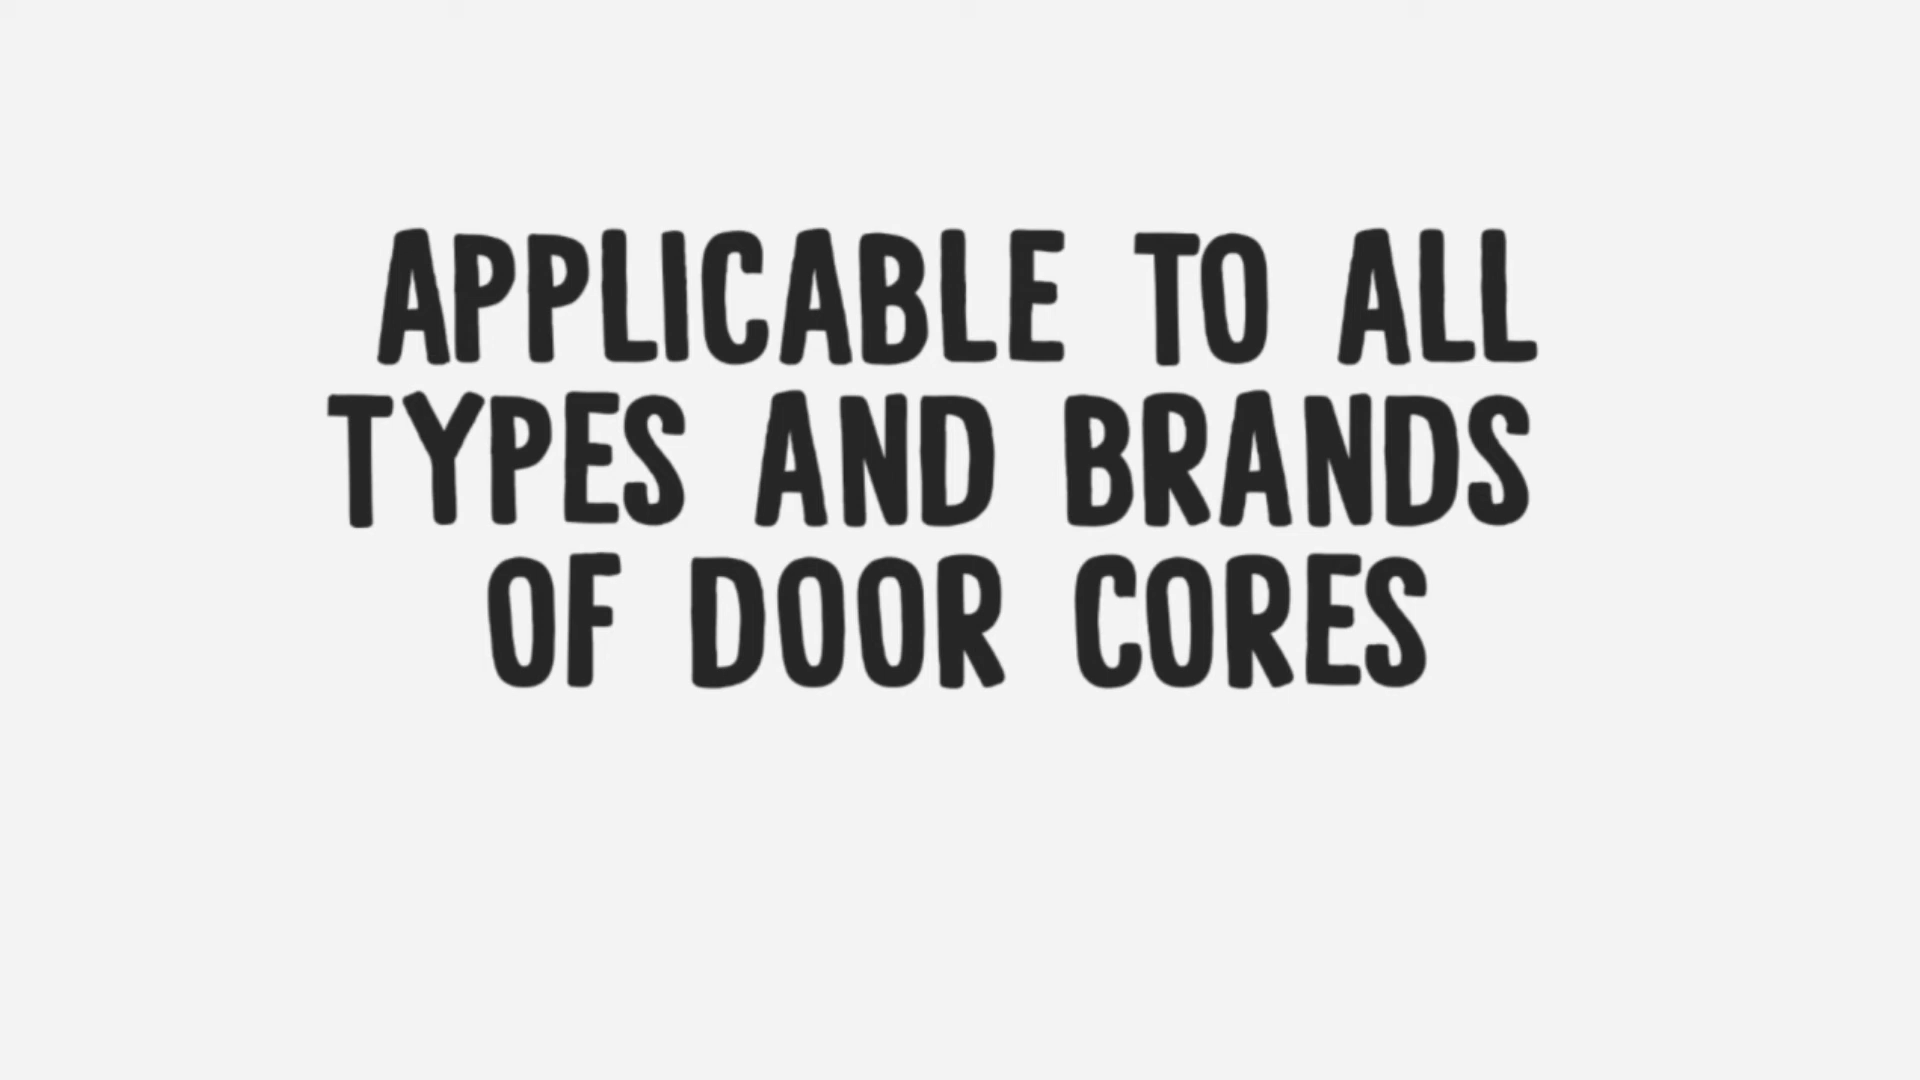 APPLICABLE TO ALL
TYPES AND BRANDS
OF DOOR CORES